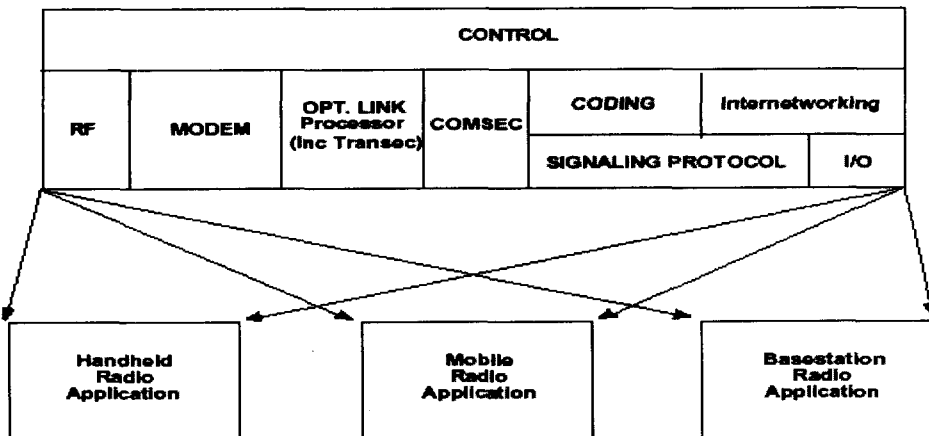 CONTROL
RF
MODEM
OPT. LINK
Processor
(Inc Transec)
COMSEC
CODING
Internetworking
SIGNALING PROTOCOL
I/O
Handheld
Radio
Application
Mobile
Radio
Application
Basestation
Radio
Application